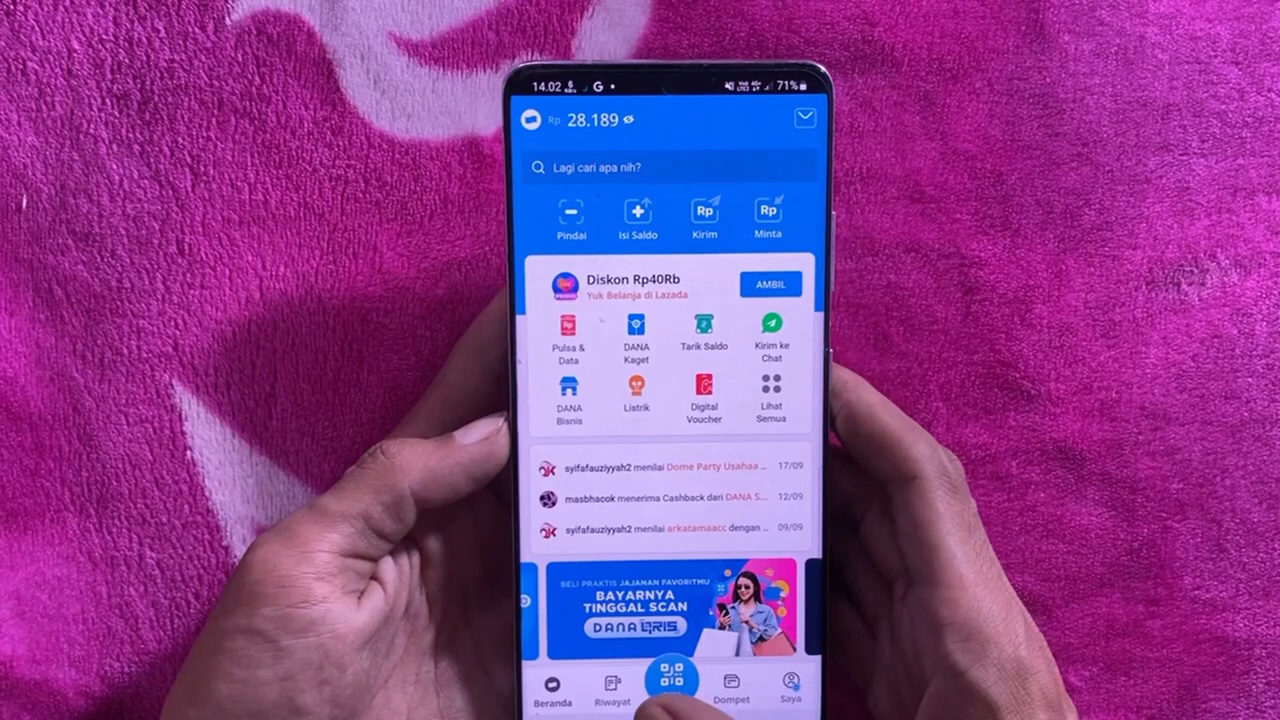 14.02 G 71%
Rp 28.189
Lagi cari apa nih?
Pindai Isi Saldo Kirim Minta
Diskon Rp40Rb
Yuk Belanja di Lazada
AMBIL
Pulsa & Data
DANA Kaget
Tarik Saldo
Kirim ke Chat
DANA Bisnis
Listrik
Digital Voucher
Lihat Semua
syifafauziyyah2 menilai Dome Party Usahaa ... 17/09
masbhacok menerima Cashback dari DANA S... 12/09
syifafauziyyah2 menilai arkatamaacc dengan ... 09/09
BELI PRAKTIS JAJANAN FAVORITMU
BAYARNYA
TINGGAL SCAN
DANA QRIS
Beranda Riwayat Dompet Saya